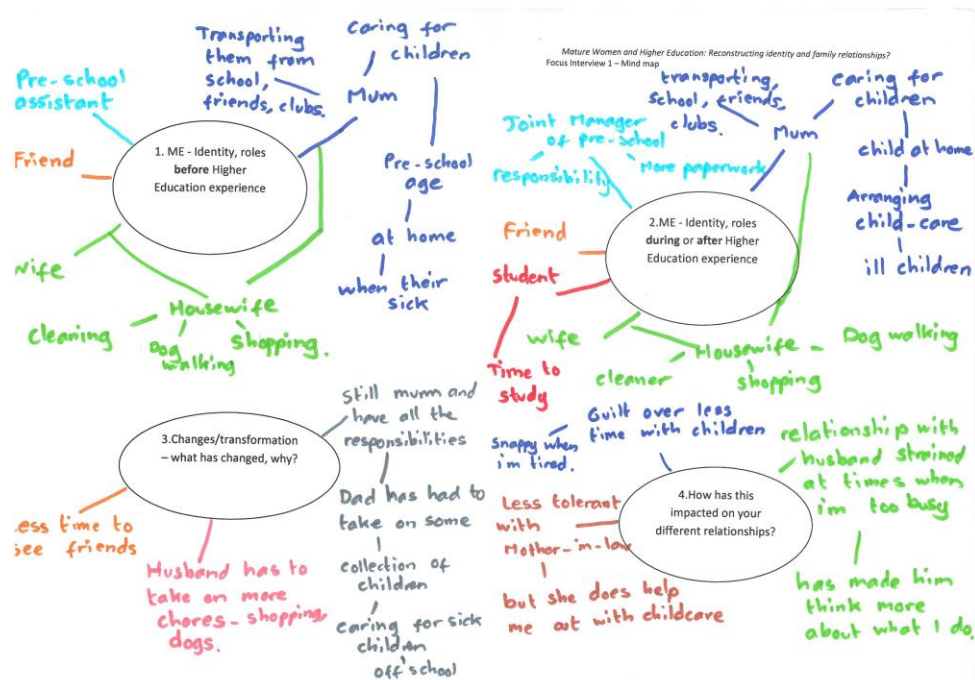 Mature Women and Higher Education: Reconstructing identity and family relationships?
Focus Interview 1 – Mind map
1. ME - Identity, roles
before Higher
Education experience
Pre-school
assistant
Friend
Wife
Housewife
cleaning
Dog
walking
shopping.
Transporting
them from
school,
friends, clubs.
Mum
caring for
children
Pre-school
age
at home
when their
sick
2.ME - Identity, roles
during or after Higher
Education experience
Joint Manager
of pre-school
responsibility
More paperwork
transporting,
school, friends,
clubs.
Mum
caring for
children
child at home
Arranging
child-care
ill children
Friend
student
Time to
study
wife
Housewife - Dog walking
cleaner
shopping
3.Changes/transformation
– what has changed, why?
Less time to
see friends
Husband has to
take on more
chores - shopping,
dogs.
Still mum and
have all the
responsibilities
Dad has had to
take on some
collection of
children
caring for sick
children
off school
4.How has this
impacted on your
different relationships?
Snappy when
i'm tired.
Guilt over less
time with children
Less tolerant
with
Mother-in-law
but she does help
me out with childcare
relationship with
husband strained
at times when
i'm too busy
has made him
think more
about what I do.